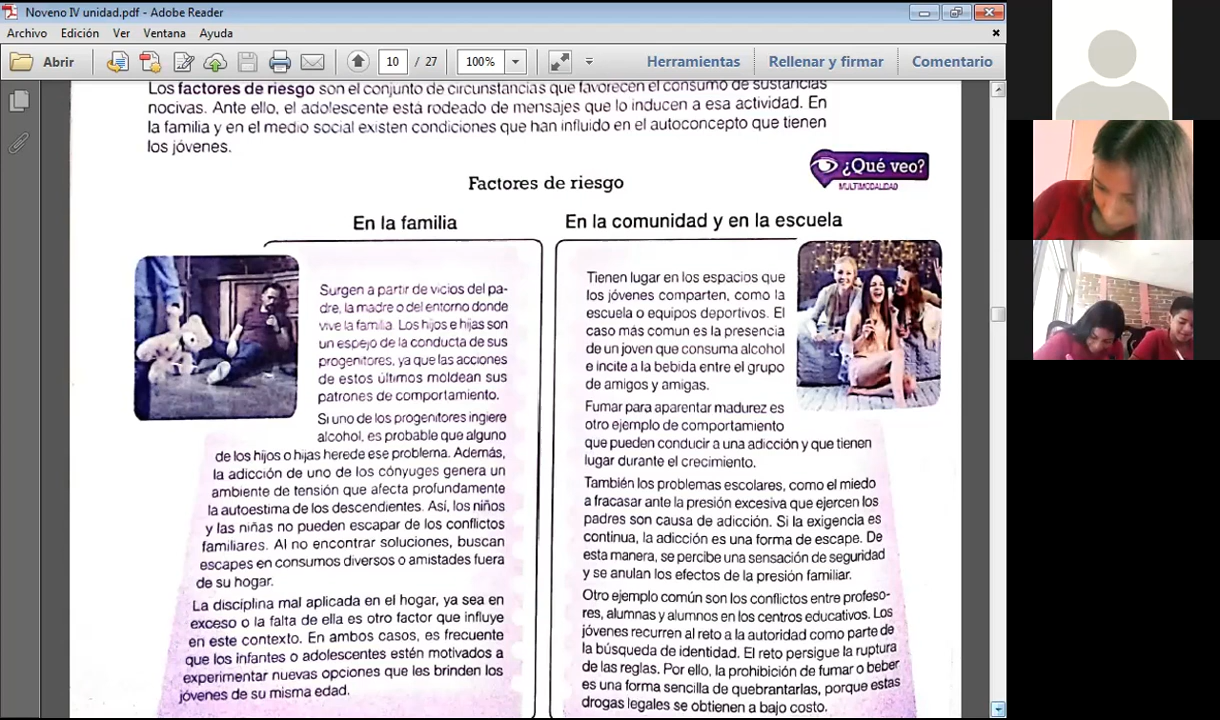 Noveno IV unidad.pdf - Adobe Reader
Archivo Edición Ver Ventana Ayuda
Abrir 10 / 27 100% Herramientas Rellenar y firmar Comentario
Los factores de riesgo son el conjunto de circunstancias que favorecen el consumo de sustancias
nocivas. Ante ello, el adolescente está rodeado de mensajes que lo inducen a esa actividad. En
la familia y en el medio social existen condiciones que han influido en el autoconcepto que tienen
los jóvenes.
¿Qué veo?
MULTIMODALIDAD
Factores de riesgo
En la familia
Surgen a partir de vicios del pa-
dre, la madre o del entorno donde
vive la familia. Los hijos e hijas son
un espejo de la conducta de sus
progenitores, ya que las acciones
de estos últimos moldean sus
patrones de comportamiento.
Si uno de los progenitores ingiere
alcohol, es probable que alguno
de los hijos o hijas herede ese problema. Además,
la adicción de uno de los cónyuges genera un
ambiente de tensión que afecta profundamente
la autoestima de los descendientes. Así, los niños
y las niñas no pueden escapar de los conflictos
familiares. Al no encontrar soluciones, buscan
escapes en consumos diversos o amistades fuera
de su hogar.
La disciplina mal aplicada en el hogar, ya sea en
exceso o la falta de ella es otro factor que influye
en este contexto. En ambos casos, es frecuente
que los infantes o adolescentes estén motivados a
experimentar nuevas opciones que les brinden los
jóvenes de su misma edad.
En la comunidad y en la escuela
Tienen lugar en los espacios que
los jóvenes comparten, como la
escuela o equipos deportivos. El
caso más comun es la presencia
de un joven que consuma alcohol
e incite a la bebida entre el grupo
de amigos y amigas.
Fumar para aparentar madurez es
otro ejemplo de comportamiento
que pueden conducir a una adicción y que tienen
lugar durante el crecimiento.
También los problemas escolares, como el miedo
a fracasar ante la presión excesiva que ejercen los
padres son causa de adicción. Si la exigencia es
continua, la adicción es una forma de escape. De
esta manera, se percibe una sensación de seguridad
y se anulan los efectos de la presión familiar.
Otro ejemplo común son los conflictos entre profeso-
res, alumnas y alumnos en los centros educativos. Los
jóvenes recurren al reto a la autoridad como parte de
la búsqueda de identidad. El reto persigue la ruptura
de las reglas. Por ello, la prohibición de fumar o beber
es una forma sencilla de quebrantarlas, porque estas
drogas legales se obtienen a bajo costo.